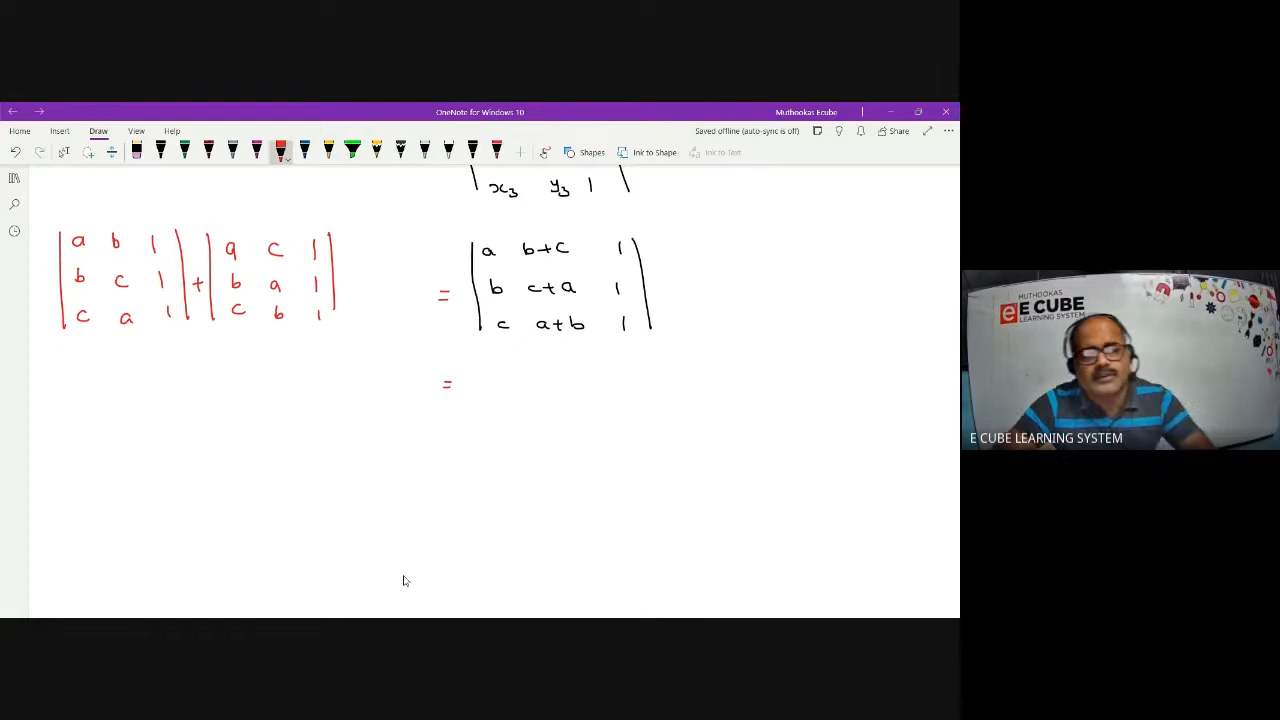 OneNote for Windows 10
Muthookas Ecube
Home Insert Draw View Help
Saved offline (auto-sync is off)
Share
Shapes
Ink to Shape
Ink to Text
x₃ y₃ 1
| a b 1 | + | a c 1 | = | a b+c 1 |
| b c 1 | | b a 1 | | b c+a 1 |
| c a 1 | | c b 1 | | c a+b 1 |
=
MUTHOOKAS
e E CUBE
LEARNING SYSTEM
E CUBE LEARNING SYSTEM